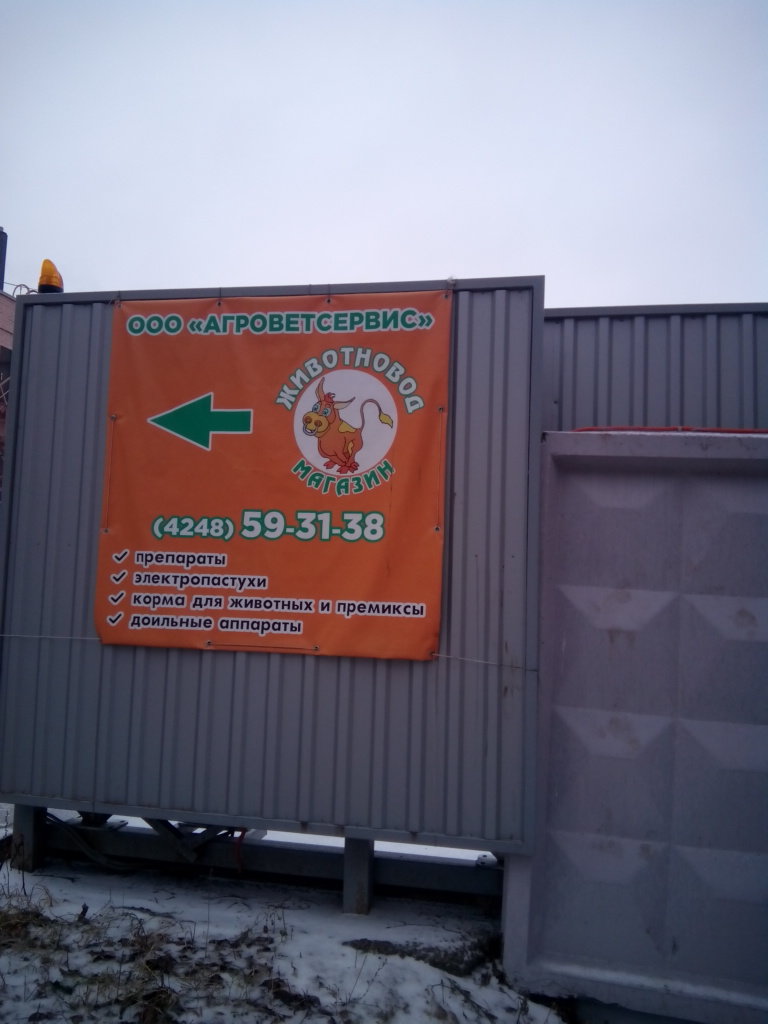 ООО «АГРОВЕТСЕРВИС»
ЖИВОТНОВОД
МАГАЗИН
(4248) 59-31-38
✓ препараты
✓ электропастухи
✓ корма для животных и премиксы
✓ доильные аппараты